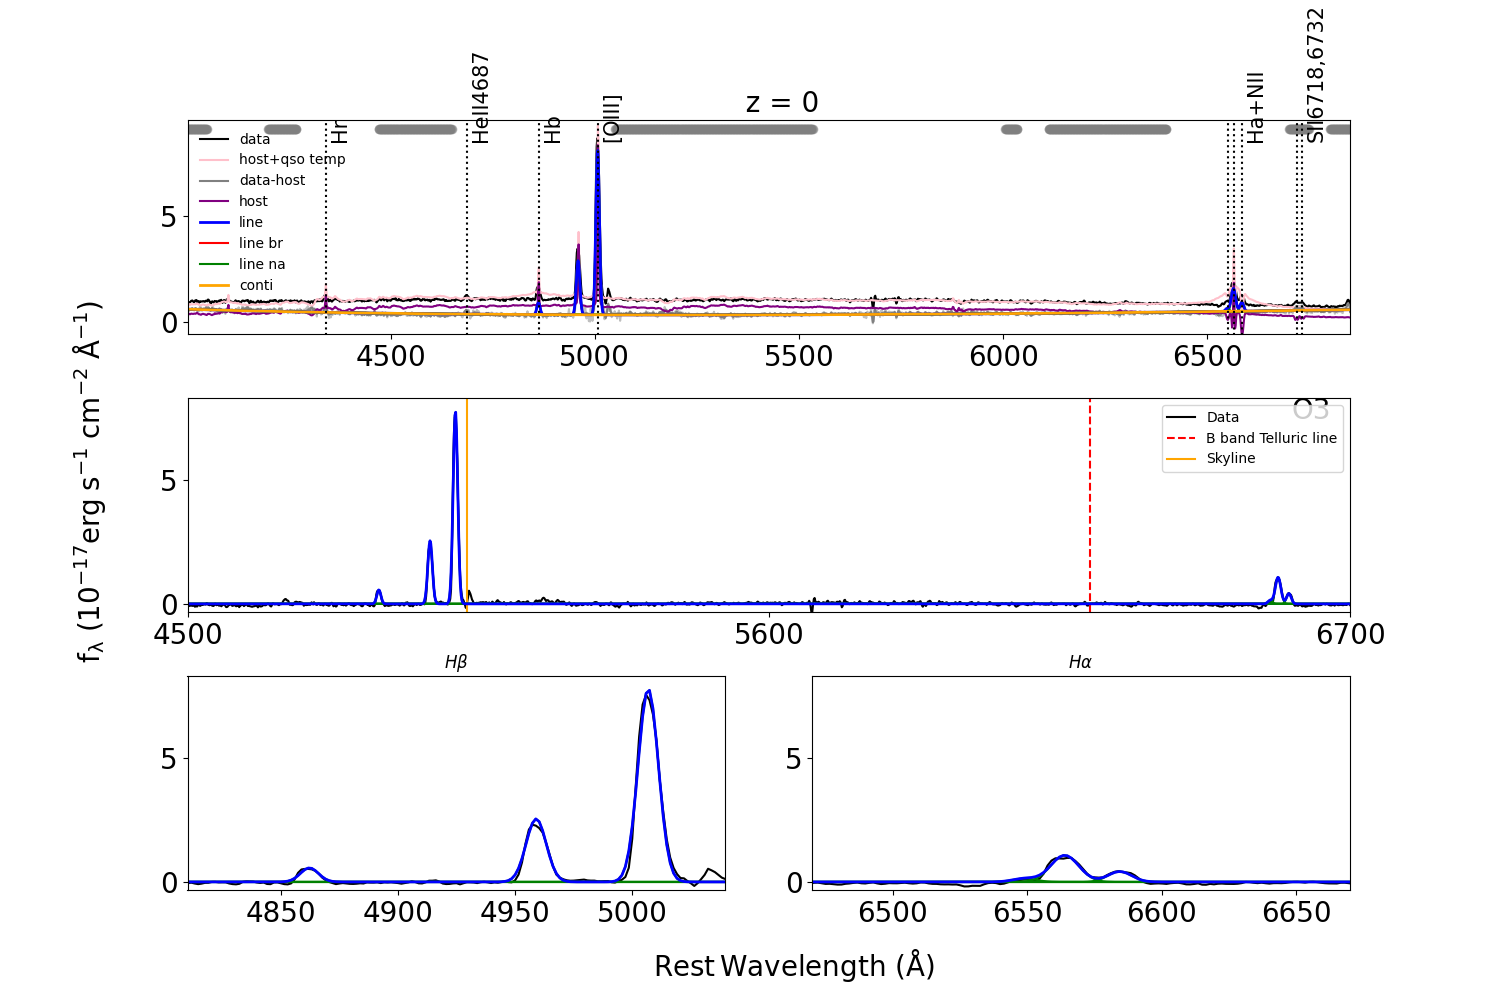 z = 0
Hr
HeII4687
Hb
[OIII]
Ha+NII
SII6718,6732
data
host+qso temp
data-host
host
line
line br
line na
conti
5
0
4500
5000
5500
6000
6500
O3
Data
B band Telluric line
Skyline
5
0
4500
5600
6700
f_λ (10⁻¹⁷erg s⁻¹ cm⁻² Å⁻¹)
Hβ
5
0
4850
4900
4950
5000
Hα
5
0
6500
6550
6600
6650
Rest Wavelength (Å)